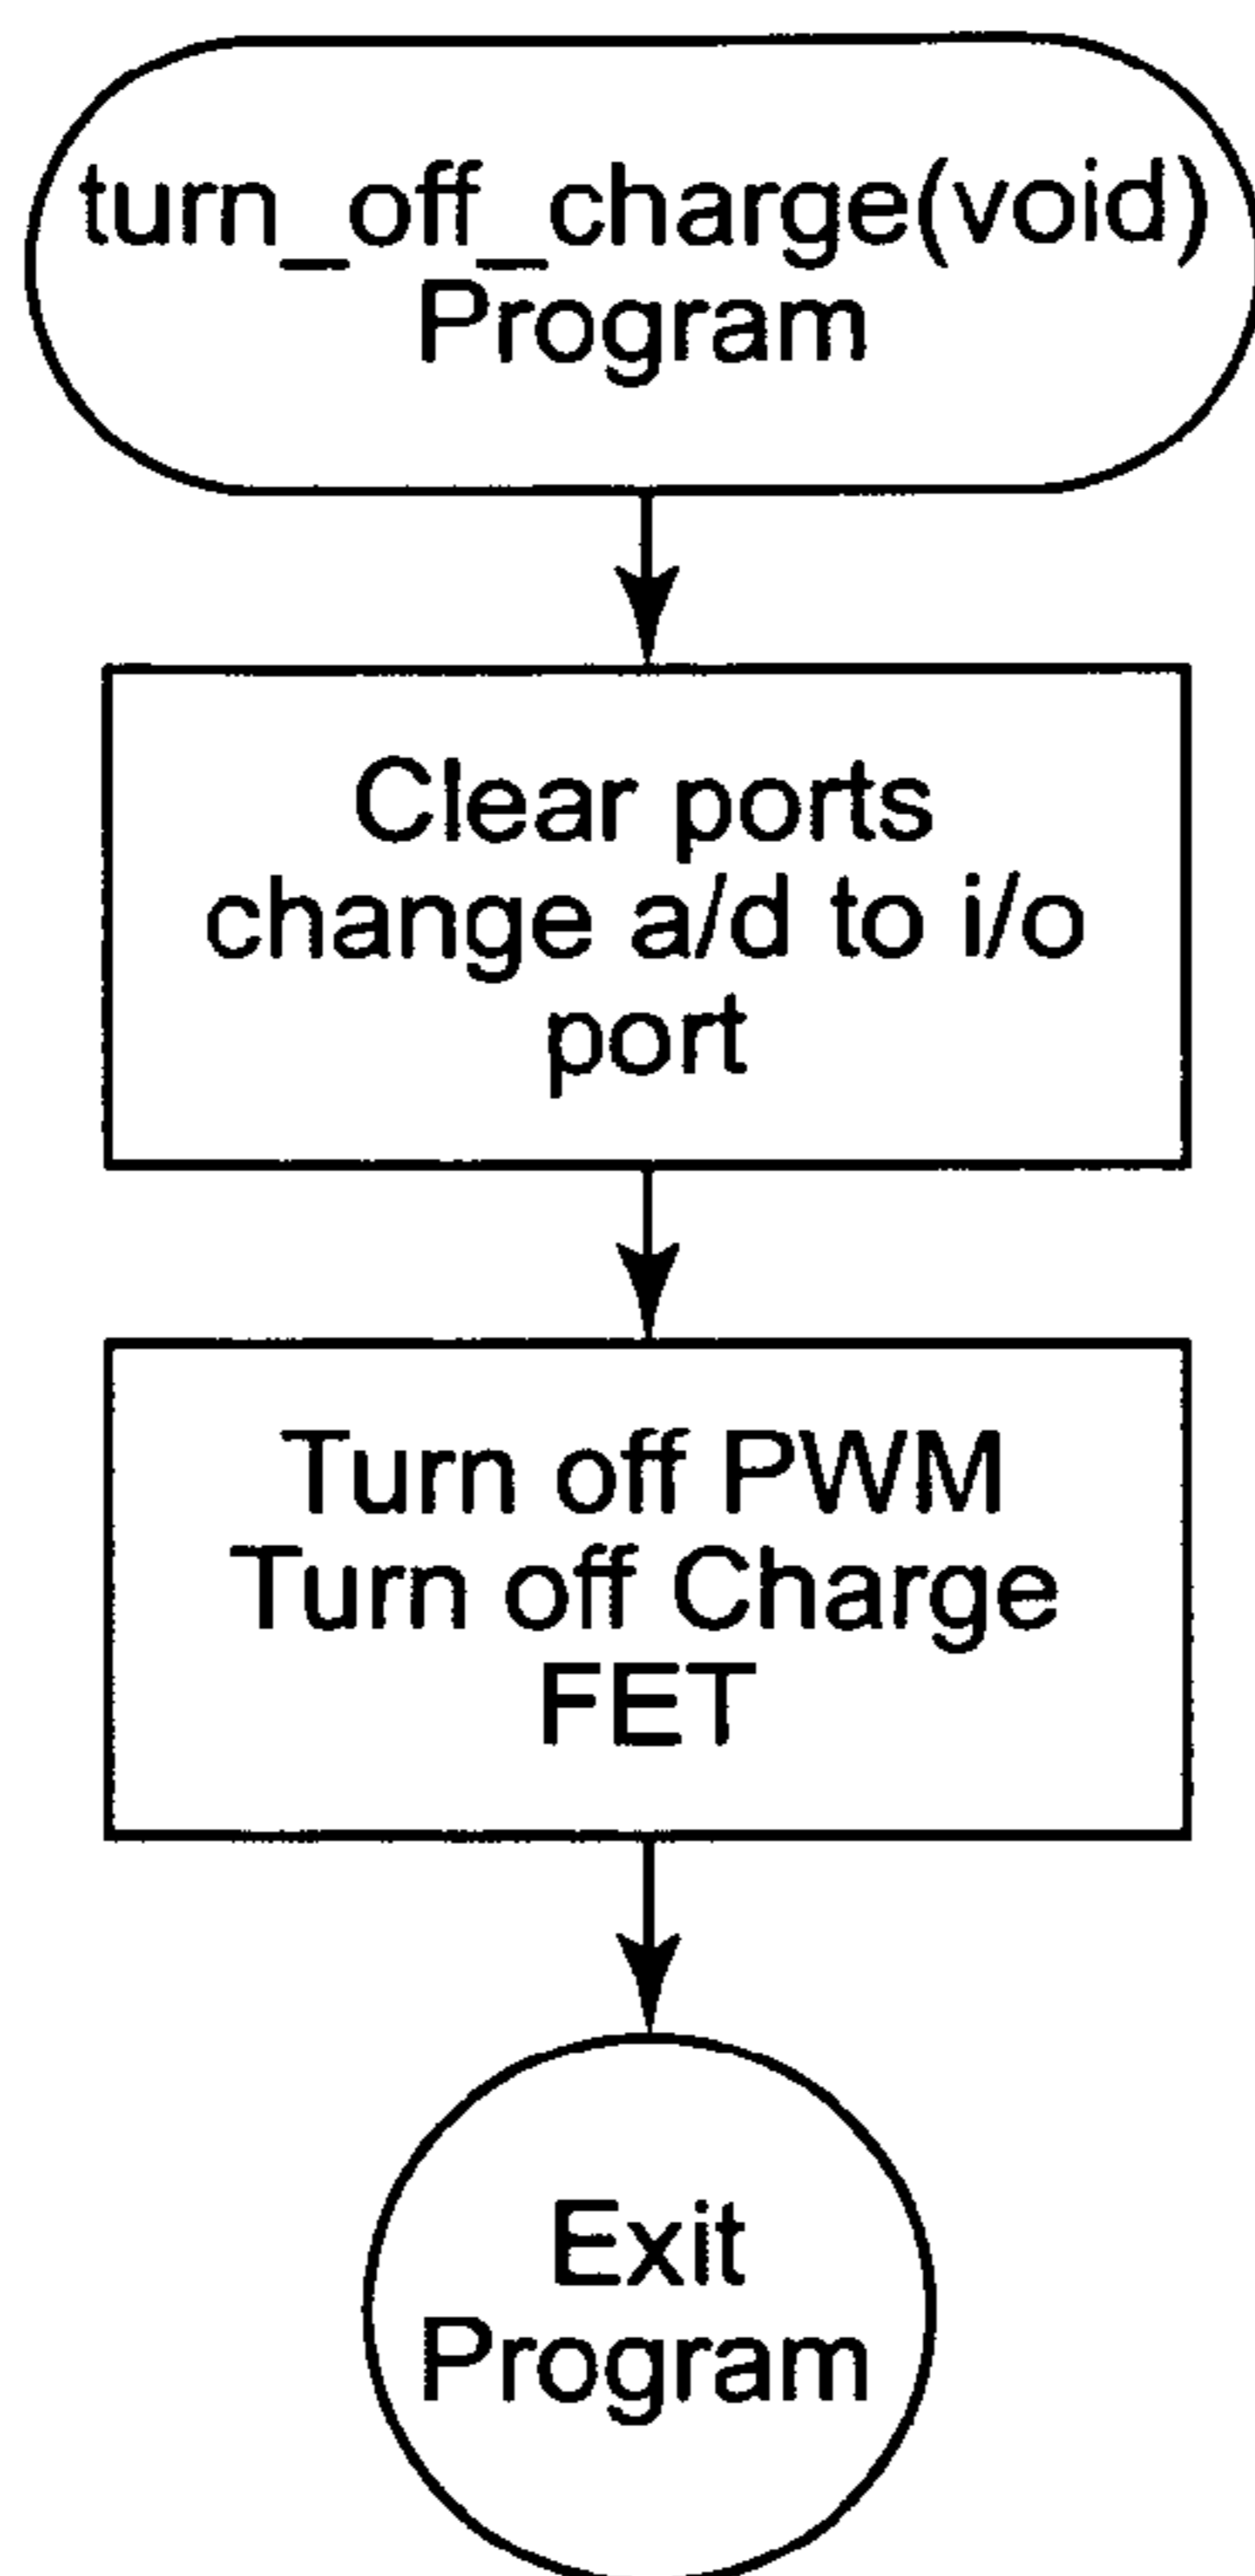 turn_off_charge(void)
Program
Clear ports
change a/d to i/o
port
Turn off PWM
Turn off Charge
FET
Exit
Program